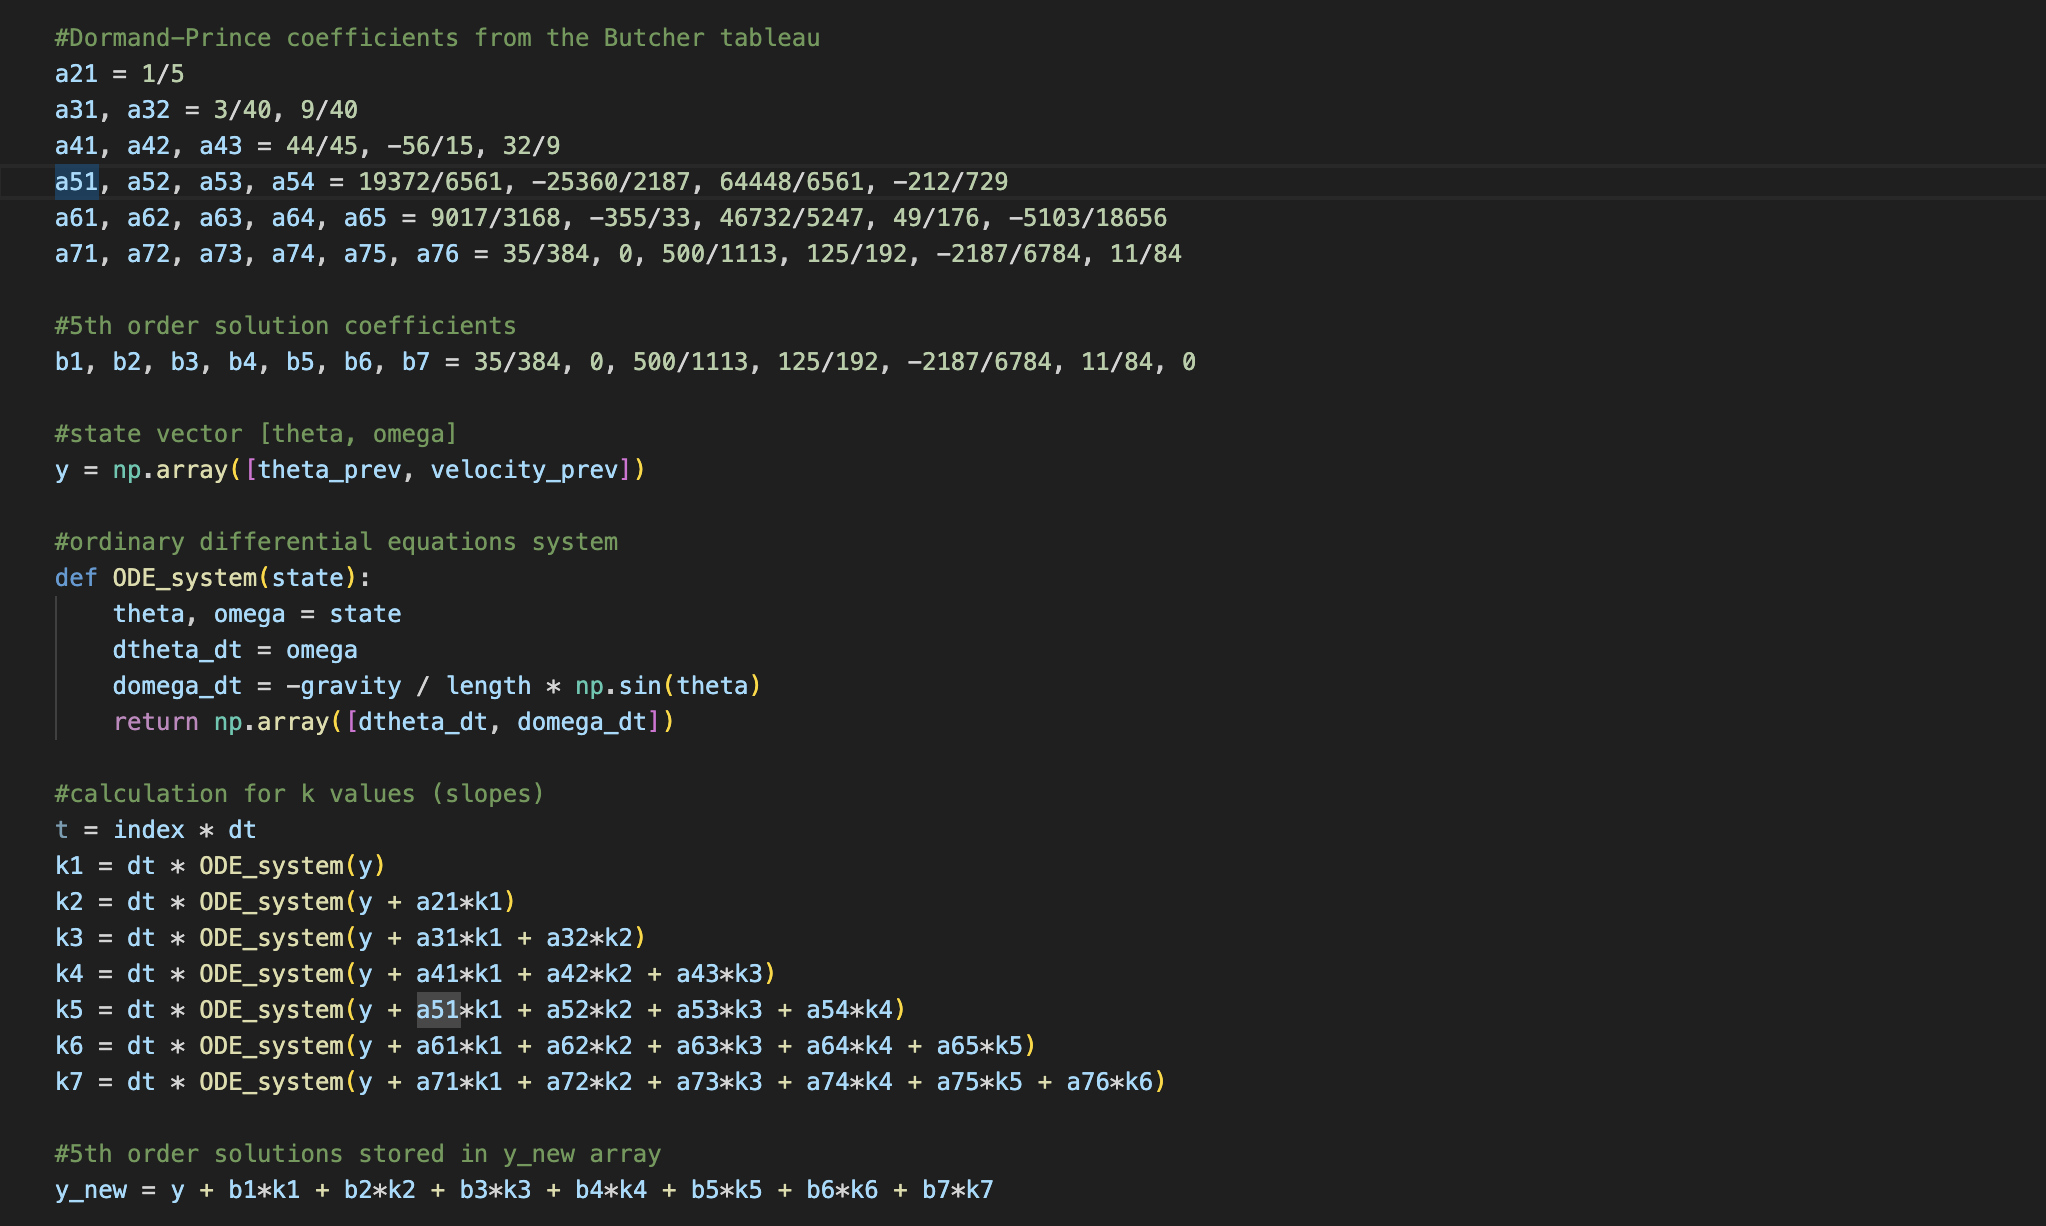 #Dormand-Prince coefficients from the Butcher tableau
a21 = 1/5
a31, a32 = 3/40, 9/40
a41, a42, a43 = 44/45, -56/15, 32/9
a51, a52, a53, a54 = 19372/6561, -25360/2187, 64448/6561, -212/729
a61, a62, a63, a64, a65 = 9017/3168, -355/33, 46732/5247, 49/176, -5103/18656
a71, a72, a73, a74, a75, a76 = 35/384, 0, 500/1113, 125/192, -2187/6784, 11/84
#5th order solution coefficients
b1, b2, b3, b4, b5, b6, b7 = 35/384, 0, 500/1113, 125/192, -2187/6784, 11/84, 0
#state vector [theta, omega]
y = np.array([theta_prev, velocity_prev])
#ordinary differential equations system
def ODE_system(state):
    theta, omega = state
    dtheta_dt = omega
    domega_dt = -gravity / length * np.sin(theta)
    return np.array([dtheta_dt, domega_dt])
#calculation for k values (slopes)
t = index * dt
k1 = dt * ODE_system(y)
k2 = dt * ODE_system(y + a21*k1)
k3 = dt * ODE_system(y + a31*k1 + a32*k2)
k4 = dt * ODE_system(y + a41*k1 + a42*k2 + a43*k3)
k5 = dt * ODE_system(y + a51*k1 + a52*k2 + a53*k3 + a54*k4)
k6 = dt * ODE_system(y + a61*k1 + a62*k2 + a63*k3 + a64*k4 + a65*k5)
k7 = dt * ODE_system(y + a71*k1 + a72*k2 + a73*k3 + a74*k4 + a75*k5 + a76*k6)
#5th order solutions stored in y_new array
y_new = y + b1*k1 + b2*k2 + b3*k3 + b4*k4 + b5*k5 + b6*k6 + b7*k7